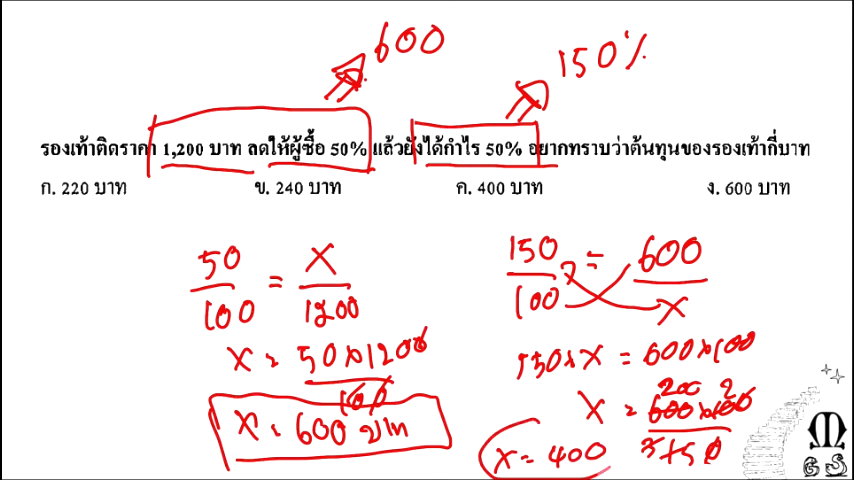 600
150%
รองเท้าติดราคา 1,200 บาท ลดให้ผู้ซื้อ 50% แล้วยังได้กำไร 50% อยากทราบว่าต้นทุนของรองเท้ากี่บาท
ก. 220 บาท ข. 240 บาท ค. 400 บาท ง. 600 บาท
50/100 = X/1200
X = 50×1200/100
X = 600 บาท
150/100 = 600/X
150×X = 600×100
200 2
X = 600×100
X = 400